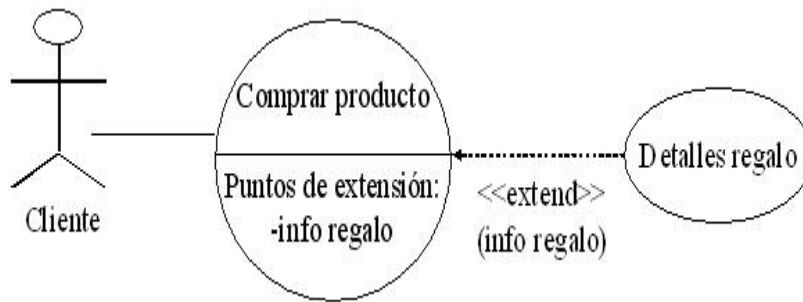 Cliente
Comprar producto
Puntos de extensión:
-info regalo
<<extend>>
(info regalo)
Detalles regalo